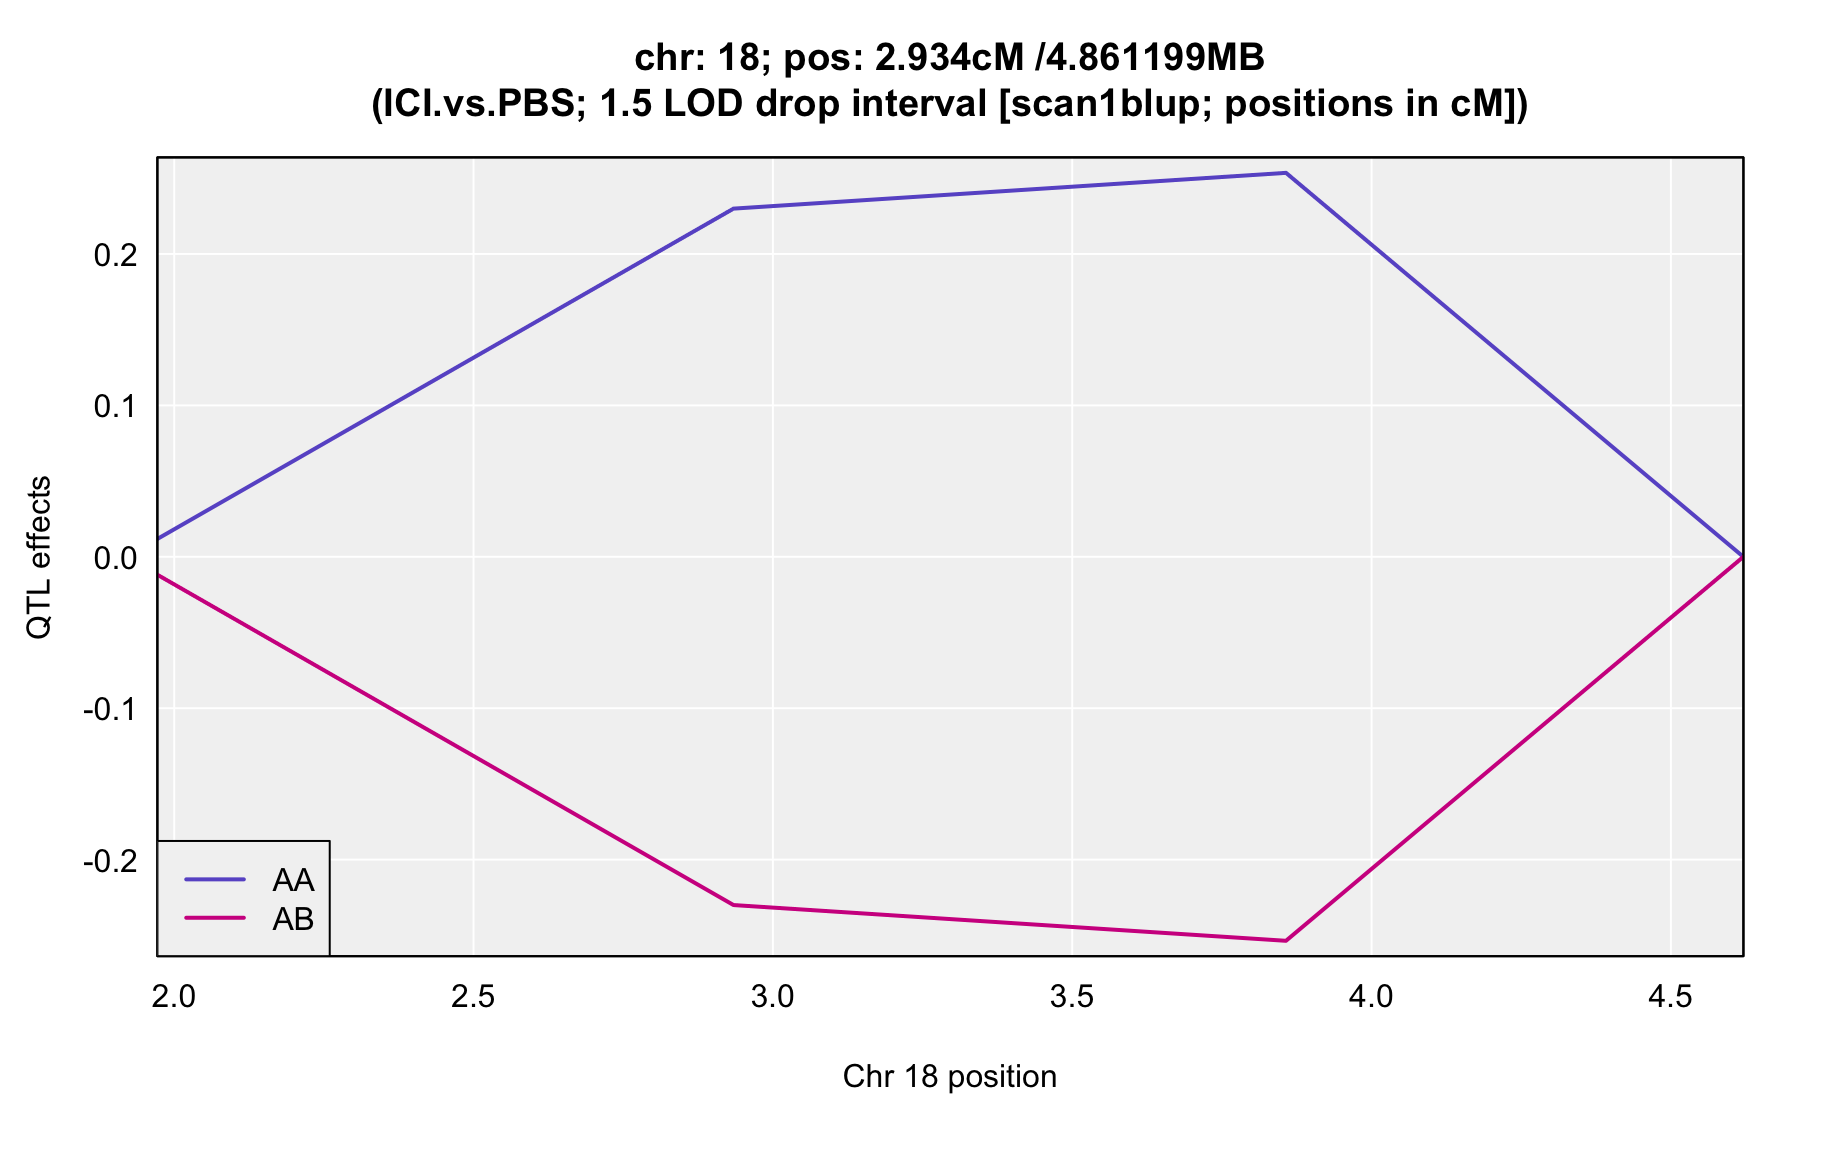 chr: 18; pos: 2.934cM /4.861199MB
(ICI.vs.PBS; 1.5 LOD drop interval [scan1blup; positions in cM])
QTL effects
0.2
0.1
0.0
-0.1
-0.2
AA
AB
2.0 2.5 3.0 3.5 4.0 4.5
Chr 18 position